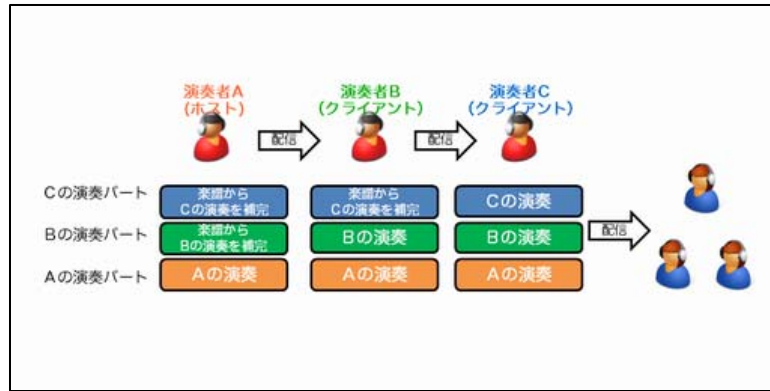 演奏者A
(ホスト)
演奏者B
(クライアント)
演奏者C
(クライアント)
配信
配信
Cの演奏パート
楽譜から
Cの演奏を補完
楽譜から
Cの演奏を補完
Cの演奏
Bの演奏パート
楽譜から
Bの演奏を補完
Bの演奏
Bの演奏
配信
Aの演奏パート
Aの演奏
Aの演奏
Aの演奏